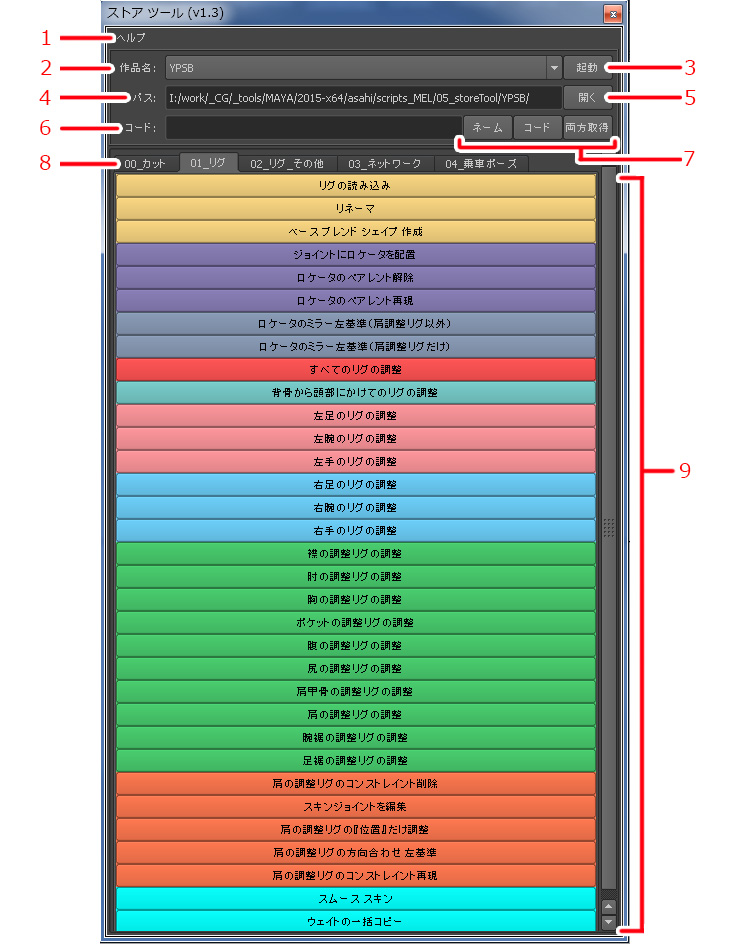 ストア ツール (v1.3)
x
1
ヘルプ
2
作品名:
YPSB
起動
3
4
パス:
I:/work/_CG/_tools/MAYA/2015-x64/asahi/scripts_MEL/05_storeTool/YPSB/
開く
5
6
コード:
ネーム
コード
両方取得
7
8
00_カット
01_リグ
02_リグ_その他
03_ネットワーク
04_乗車ポーズ
リグの読み込み
リネーマ
ベースブレンド シェイプ 作成
ジョイントにロケータを配置
ロケータのペアレント解除
ロケータのペアレント再現
ロケータのミラー左基準(肩調整リグ以外)
ロケータのミラー左基準(肩調整リグだけ)
すべてのリグの調整
背骨から頭部にかけてのリグの調整
左足のリグの調整
左腕のリグの調整
左手のリグの調整
9
右足のリグの調整
右腕のリグの調整
右手のリグの調整
襟の調整リグの調整
肘の調整リグの調整
胸の調整リグの調整
ポケットの調整リグの調整
腹の調整リグの調整
尻の調整リグの調整
肩甲骨の調整リグの調整
肩の調整リグの調整
腕裾の調整リグの調整
足裾の調整リグの調整
肩の調整リグのコンストレイント削除
スキンジョイントを編集
肩の調整リグの『位置』だけ調整
肩の調整リグの方向合わせ 左基準
肩の調整リグのコンストレイント再現
スムース スキン
ウェイトの一括コピー